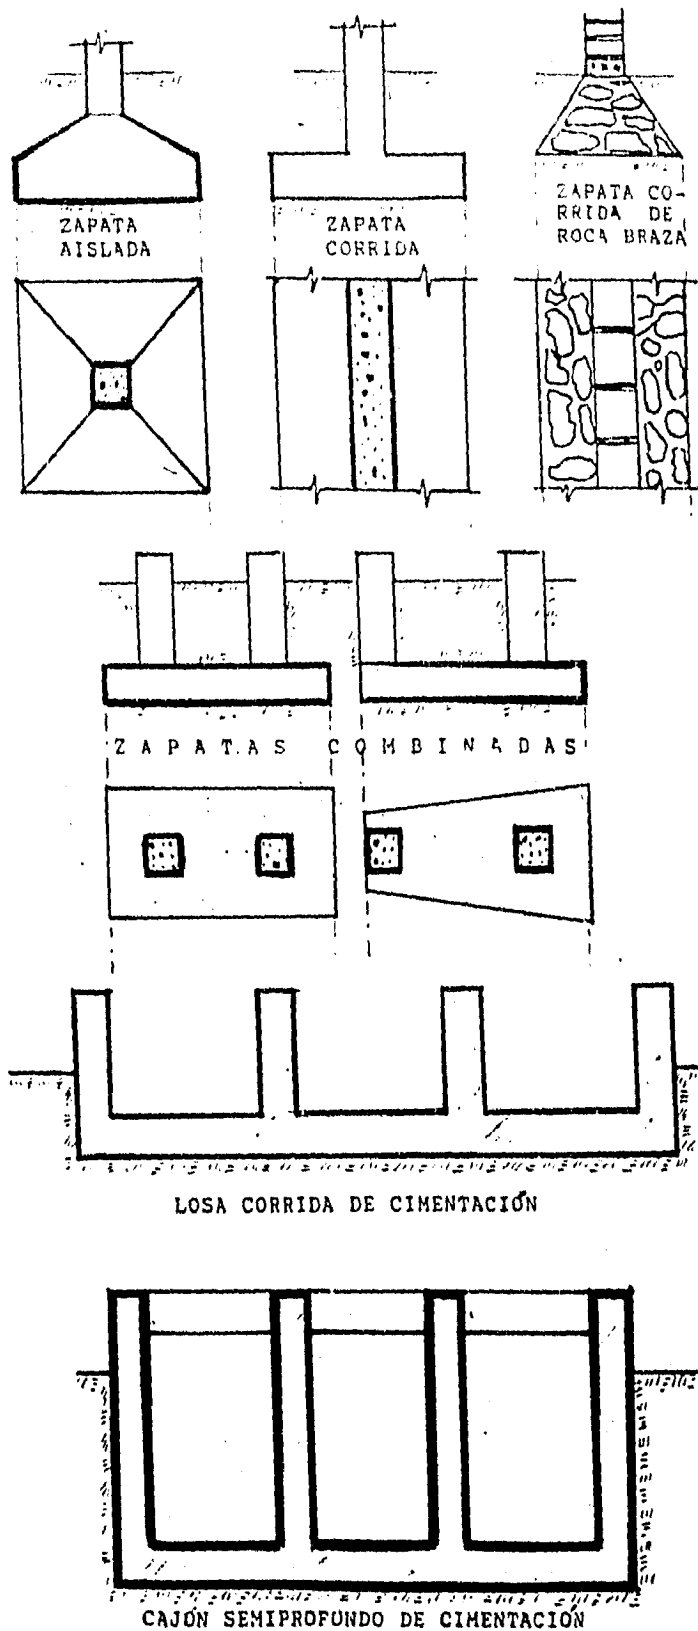 ZAPATA
AISLADA
ZAPATA
CORRIDA
ZAPATA CO-
RRIDA DE
ROCA BRAZA
ZAPATAS COMBINADAS
LOSA CORRIDA DE CIMENTACIÓN
CAJÓN SEMIPROFUNDO DE CIMENTACIÓN